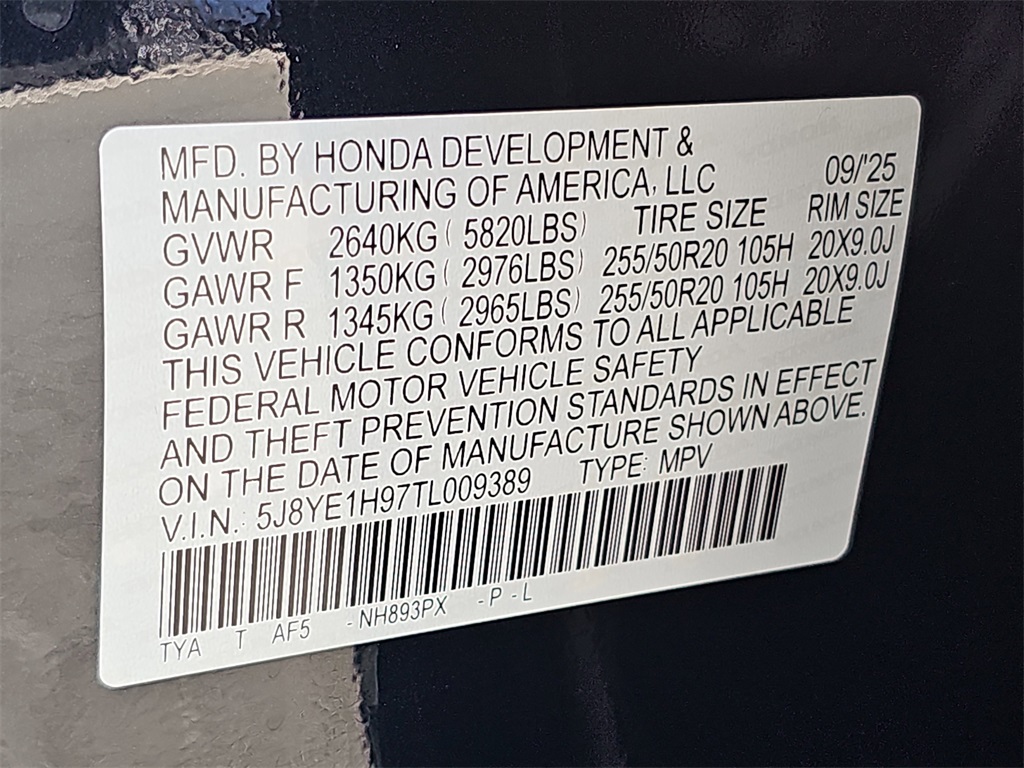 MFD. BY HONDA DEVELOPMENT &
MANUFACTURING OF AMERICA, LLC 09/'25
GVWR 2640KG ( 5820LBS) TIRE SIZE RIM SIZE
GAWR F 1350KG ( 2976LBS) 255/50R20 105H 20X9.0J
GAWR R 1345KG ( 2965LBS) 255/50R20 105H 20X9.0J
THIS VEHICLE CONFORMS TO ALL APPLICABLE
FEDERAL MOTOR VEHICLE SAFETY
AND THEFT PREVENTION STANDARDS IN EFFECT
ON THE DATE OF MANUFACTURE SHOWN ABOVE.
V.I.N.: 5J8YE1H97TL009389 TYPE: MPV
TYA T AF5 -NH893PX -P -L